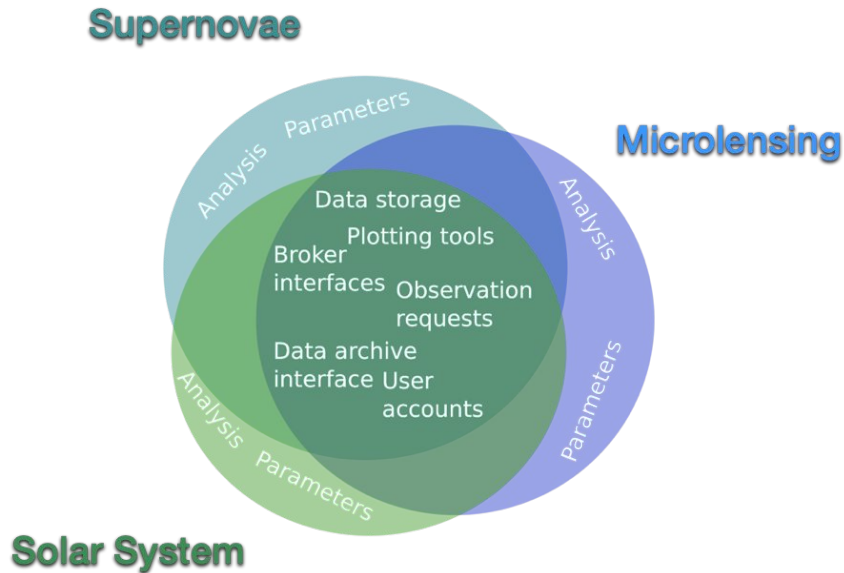 Supernovae
Microlensing
Analysis Parameters
Analysis
Parameters
Data storage
Plotting tools
Broker
interfaces
Observation
requests
Data archive
interface
User
accounts
Analysis
Parameters
Solar System